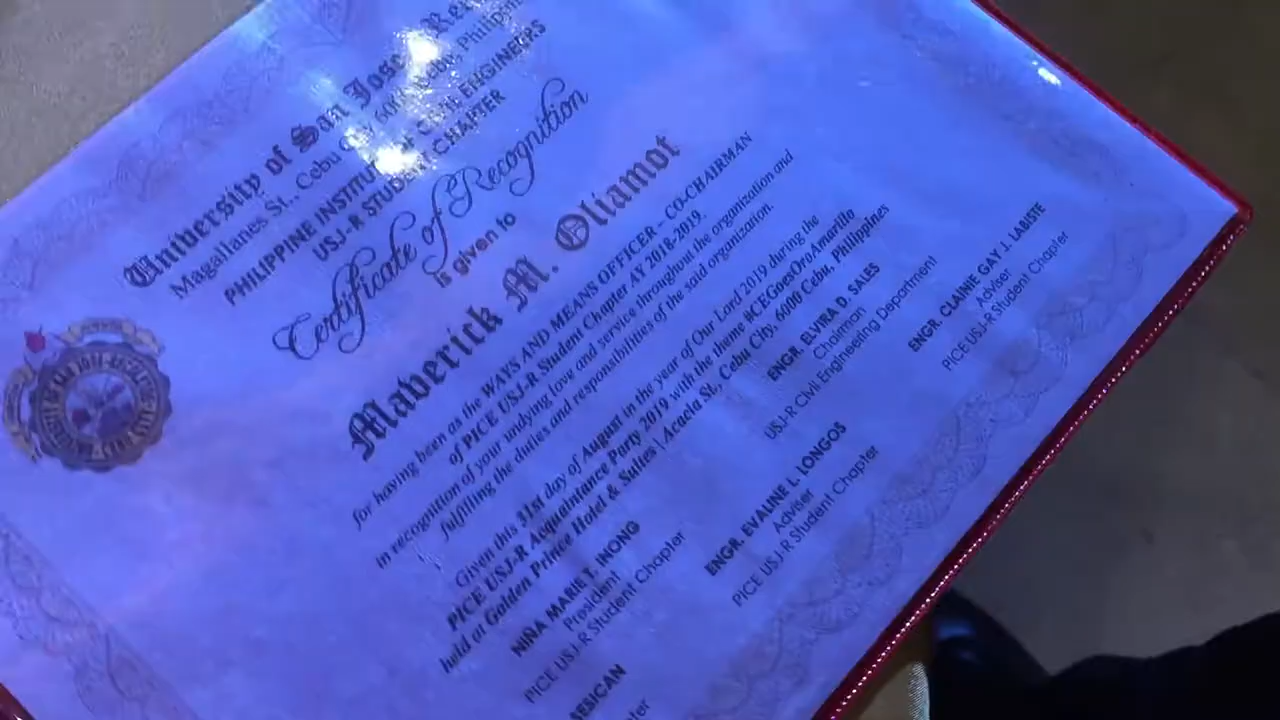 University of San Jose
Magallanes St., Cebu City 6000, Philippin
PHILIPPINE INSTITUTE OF CIVIL ENGINEERS
USJ-R STUDENT CHAPTER
Certificate of Recognition
is given to
Maverick M. Oliamot
for having been as the WAYS AND MEANS OFFICER - CO-CHAIRMAN
of PICE USJ-R Student Chapter AY 2018-2019.
in recognition of your undying love and service throughout the organization and
fulfilling the duties and responsibilities of the said organization.
Given this 31st day of August in the year of Our Lord 2019 during the
PICE USJ-R Acquaintance Party 2019 with the theme #CEGoesOroAmarillo
held at Golden Prince Hotel & Suites | Acacia St., Cebu City, 6000 Cebu, Philippines
NIÑA MARIE T. INONG
President
PICE USJ-R Student Chapter
ENGR. ELVIRA D. SALES
Chairman
USJ-R Civil Engineering Department
ESICAN
ENGR. EVALINE L. LONGOS
Adviser
PICE USJ-R Student Chapter
ENGR. CLAINE GAY J. LABISTE
Adviser
PICE USJ-R Student Chapter